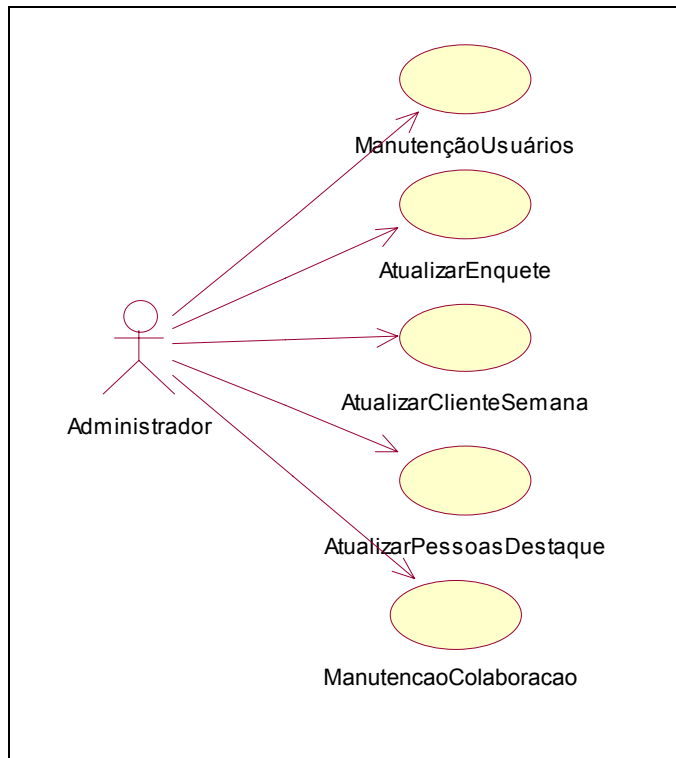 ManutençãoUsuários
AtualizarEnquete
AtualizarClienteSemana
Administrador
AtualizarPessoasDestaque
ManutencaoColaboracao